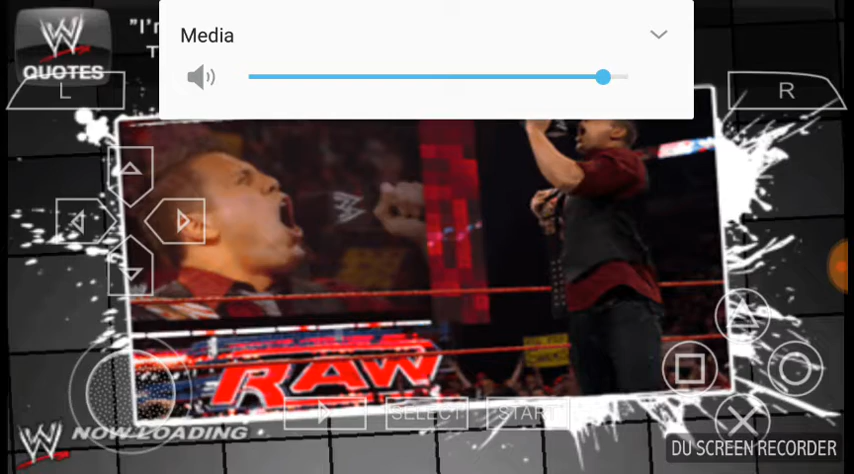 Media
W
QUOTES
"I'
T
L
R
RAW
SELECT
START
W NOW LOADING
DU SCREEN RECORDER